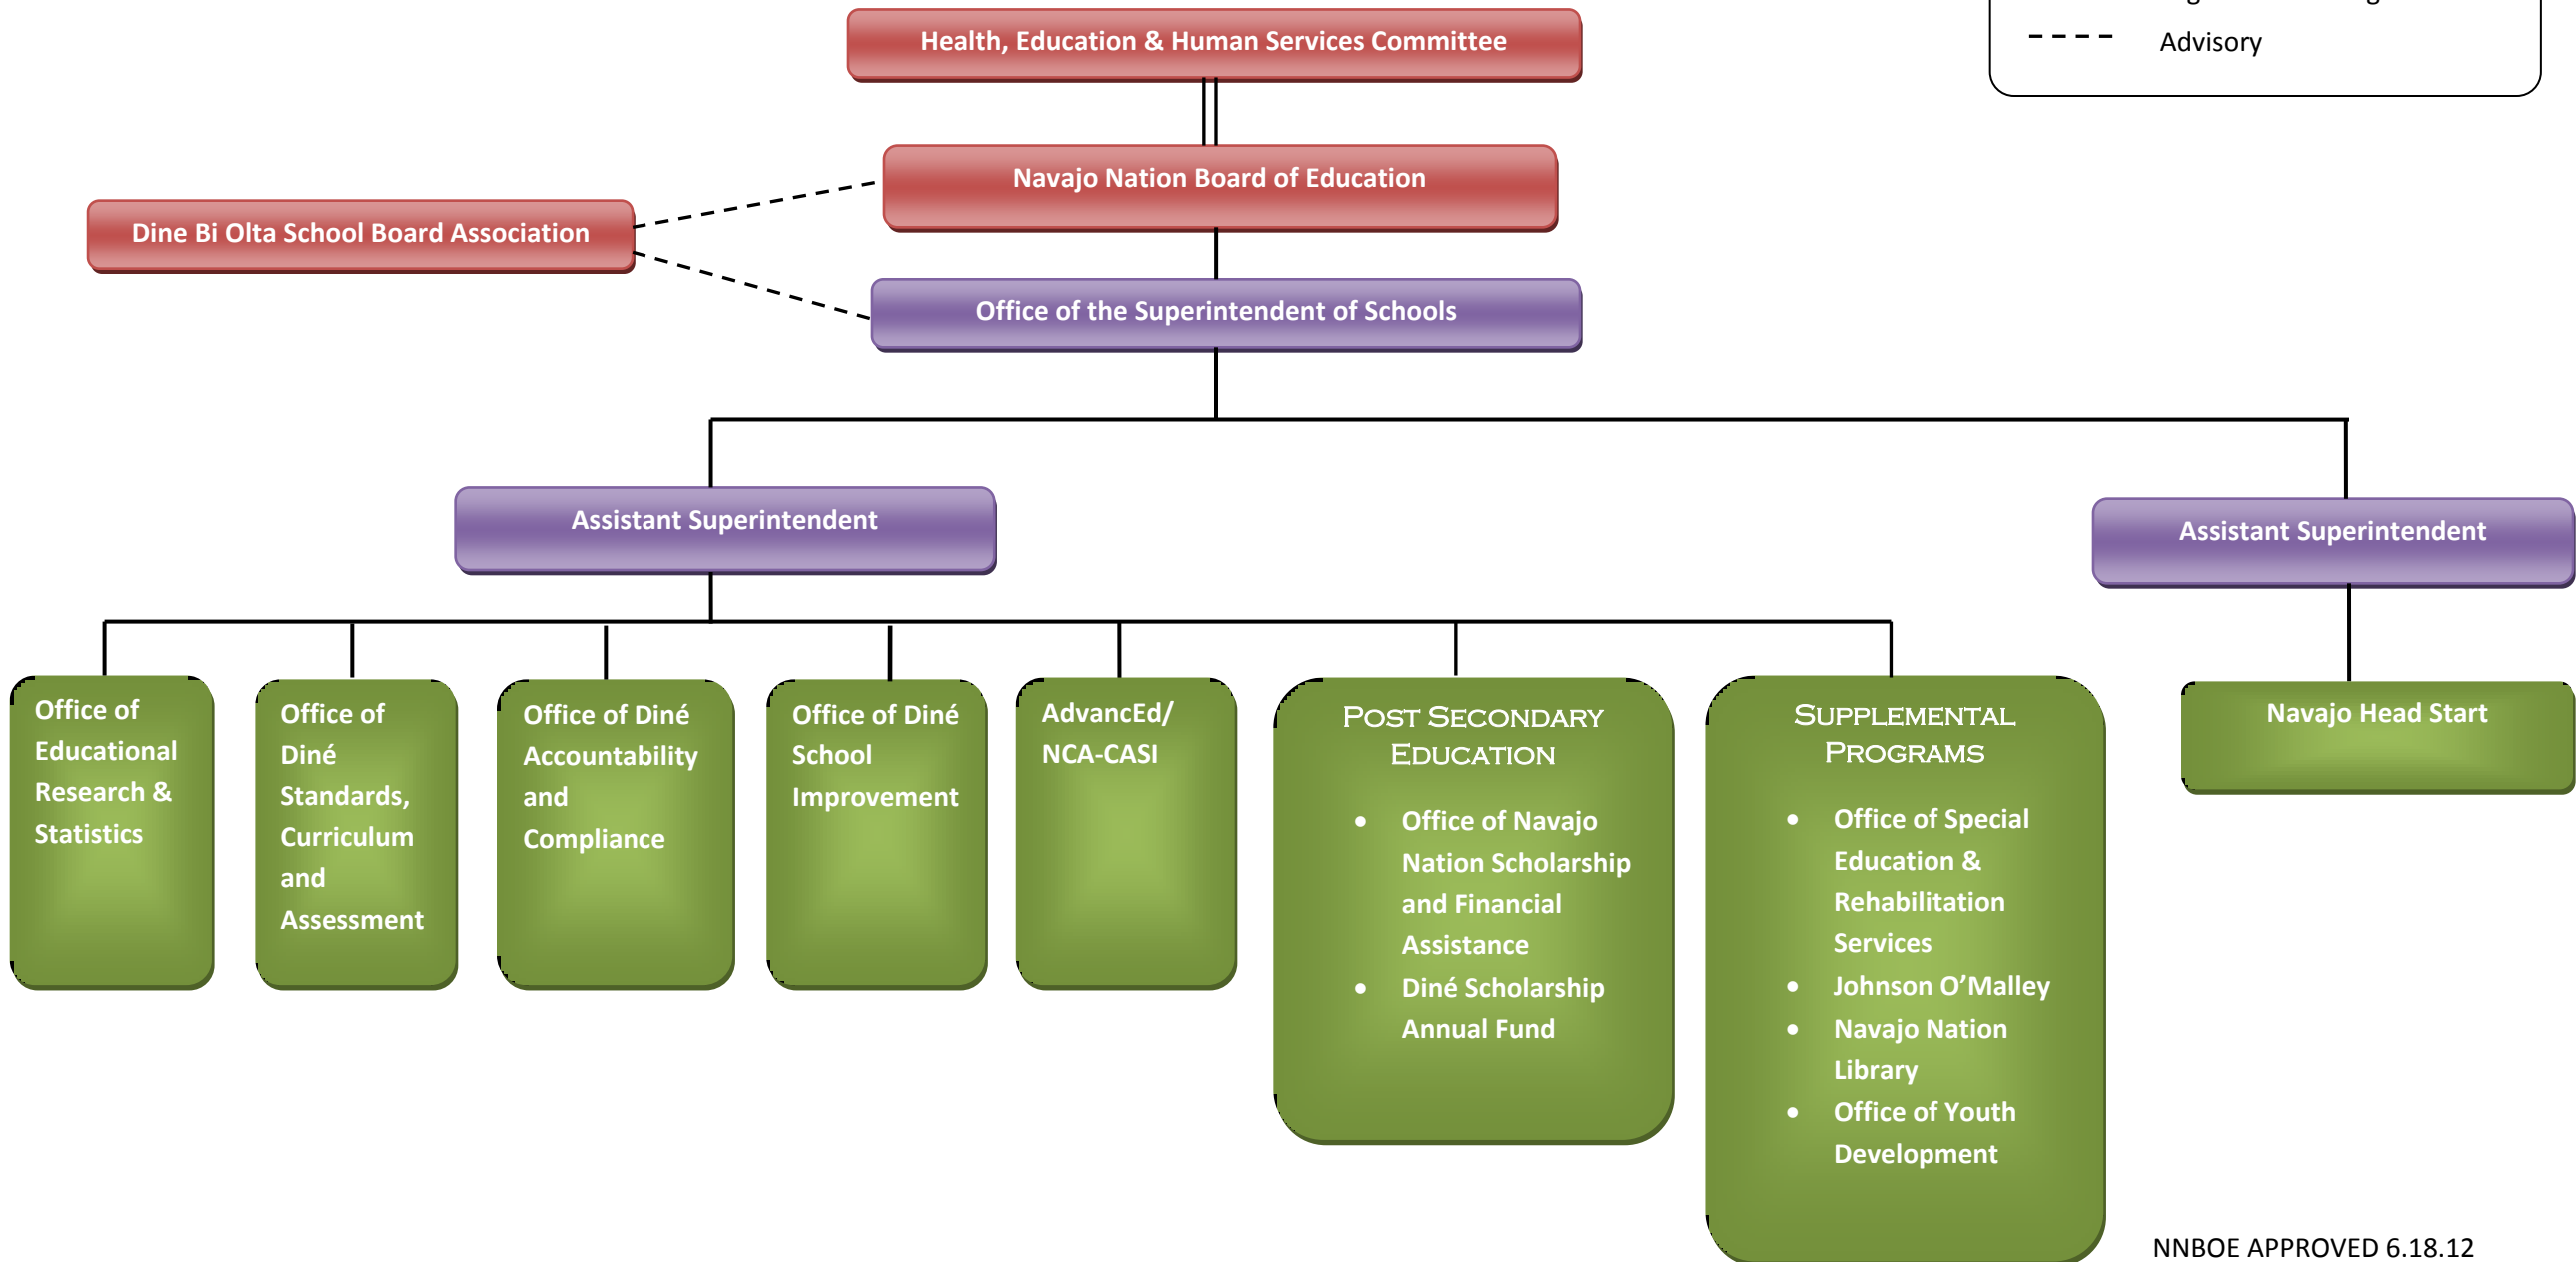 Health, Education & Human Services Committee
Advisory
Navajo Nation Board of Education
Dine Bi Olta School Board Association
Office of the Superintendent of Schools
Assistant Superintendent
Assistant Superintendent
Office of
Educational
Research &
Statistics
Office of
Diné
Standards,
Curriculum
and
Assessment
Office of Diné
Accountability
and
Compliance
Office of Diné
School
Improvement
AdvancEd/
NCA-CASI
POST SECONDARY
EDUCATION
• Office of Navajo
Nation Scholarship
and Financial
Assistance
• Diné Scholarship
Annual Fund
SUPPLEMENTAL
PROGRAMS
• Office of Special
Education &
Rehabilitation
Services
• Johnson O’Malley
• Navajo Nation
Library
• Office of Youth
Development
Navajo Head Start
NNBOE APPROVED 6.18.12